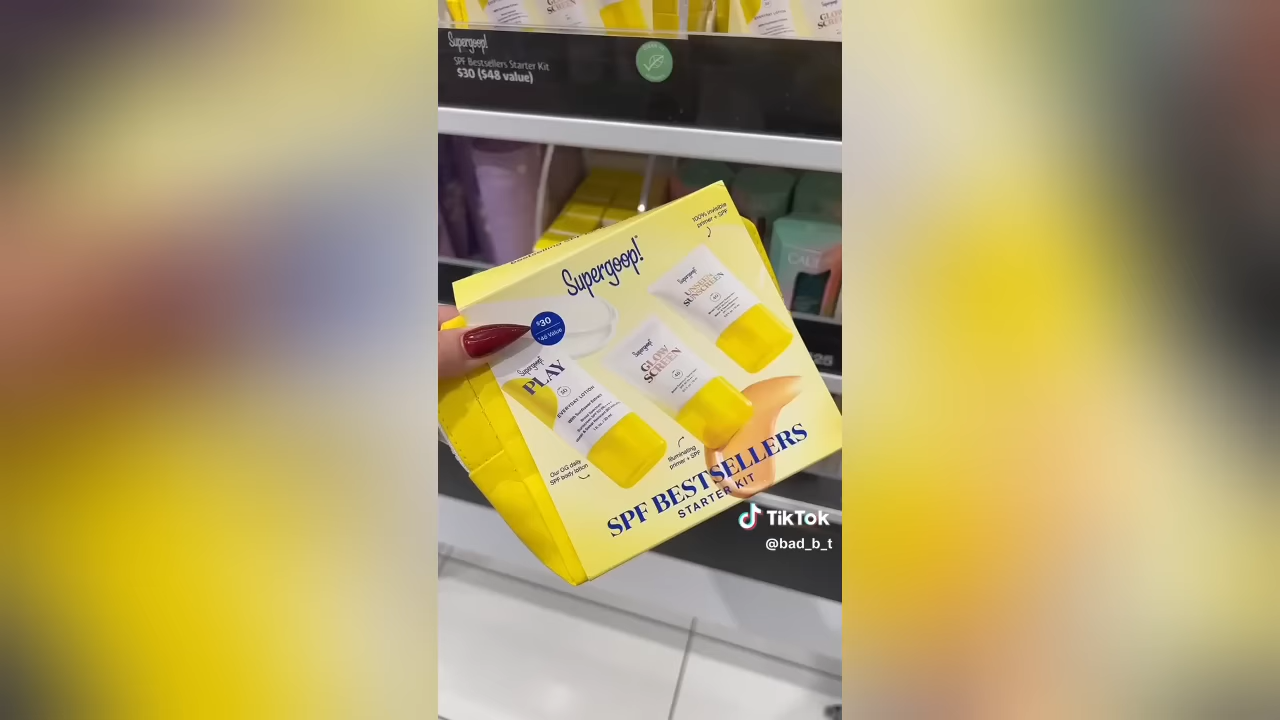 Supergoop!
SPF Bestsellers Starter Kit
$30 ($48 value)
100% invisible
primer + SPF
Supergoop!
Supergoop!
UNSEEN
SUNSCREEN
$30
Supergoop!
GLOW
SCREEN
40
Supergoop!
PLAY
50
EVERYDAY LOTION
Our OG daily
SPF body lotion
Illuminating
primer + SPF
SPF BESTSELLERS
STARTER KIT
TikTok
@bad_b_t